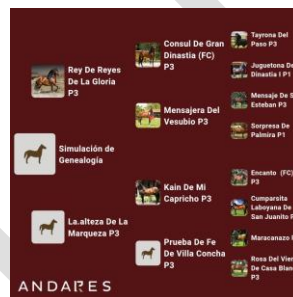 Tayrona Del
Paso P3
Consul De Gran
Dinastia (FC)
P3
Juguetona De
Dinastia I P1
Rey De Reyes
De La Gloria
P3
Mensaje De S
Esteban P3
Mensajera Del
Vesubio P3
Sorpresa De
Palmira P1
Simulación de
Genealogía
Encanto (FC)
P3
Kain De Mi
Capricho P3
Cumparsita
Laboyana De
San Juanito P
La.alteza De La
Marqueza P3
Maracanazo
Prueba De Fe
De Villa Concha
P3
Rosa Del Vien
De Casa Blanc
P3
ANDARES